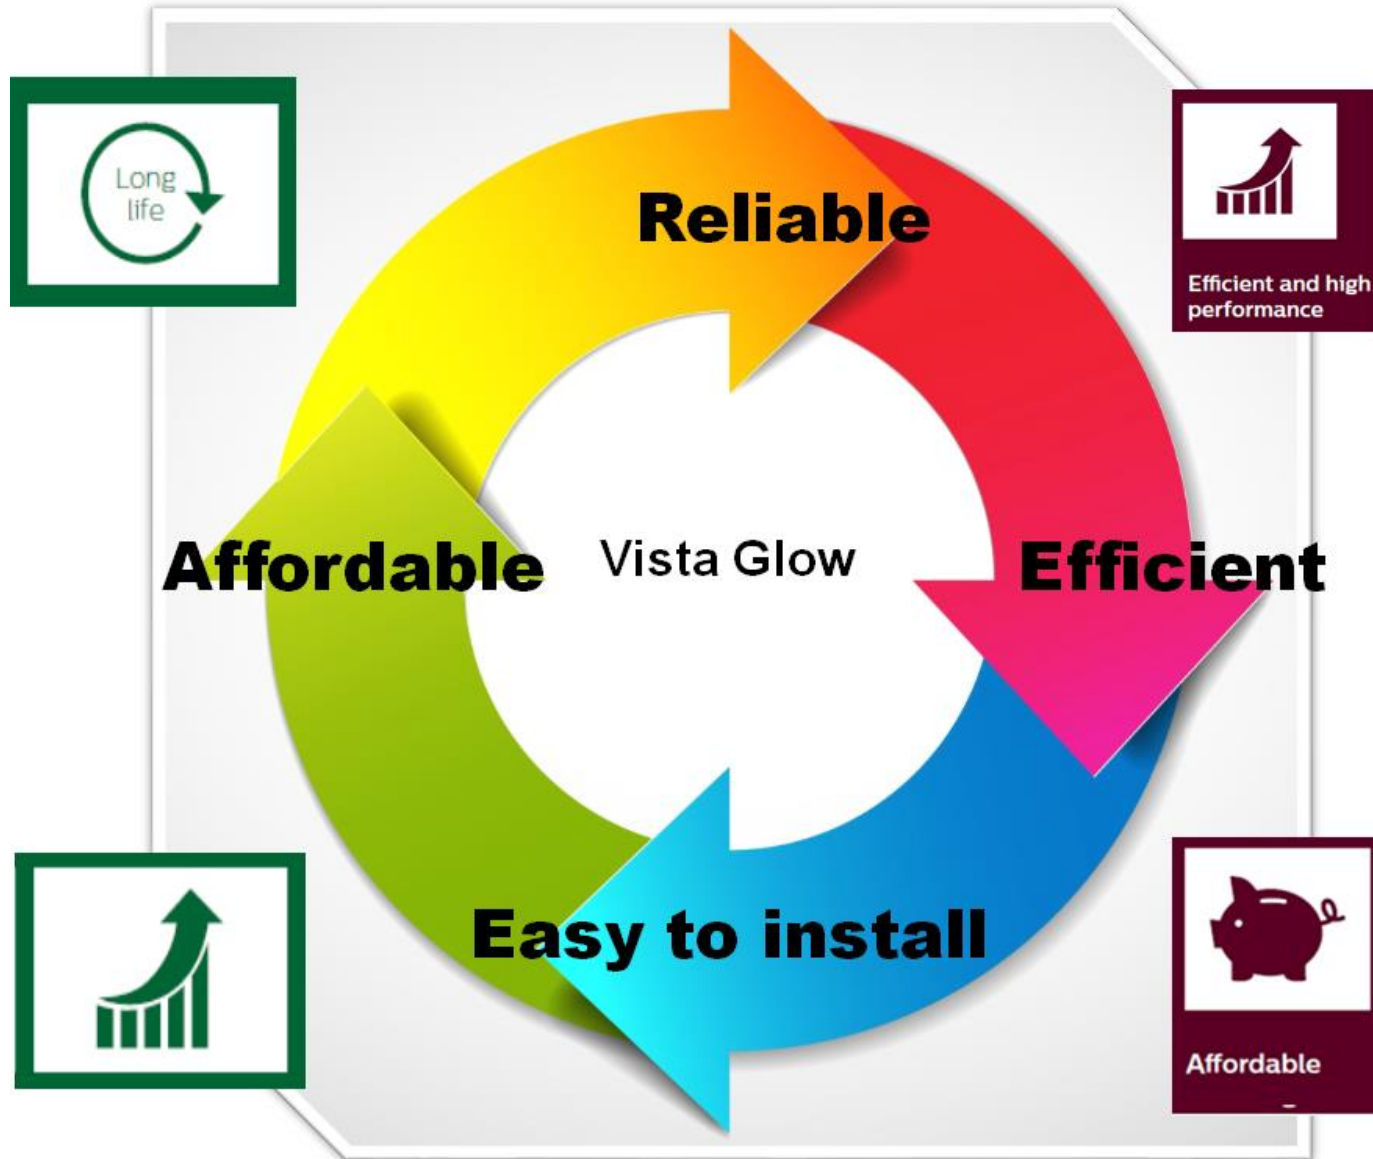 Long
life
Reliable
Efficient and high
performance
Affordable
Vista Glow
Efficient
Easy to install
Affordable